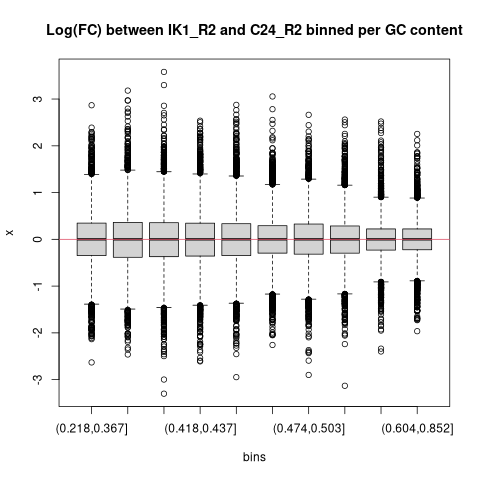 Log(FC) between IK1_R2 and C24_R2 binned per GC content
3
2
1
0
-1
-2
-3
x
(0.218,0.367] (0.418,0.437] (0.474,0.503] (0.604,0.852]
bins